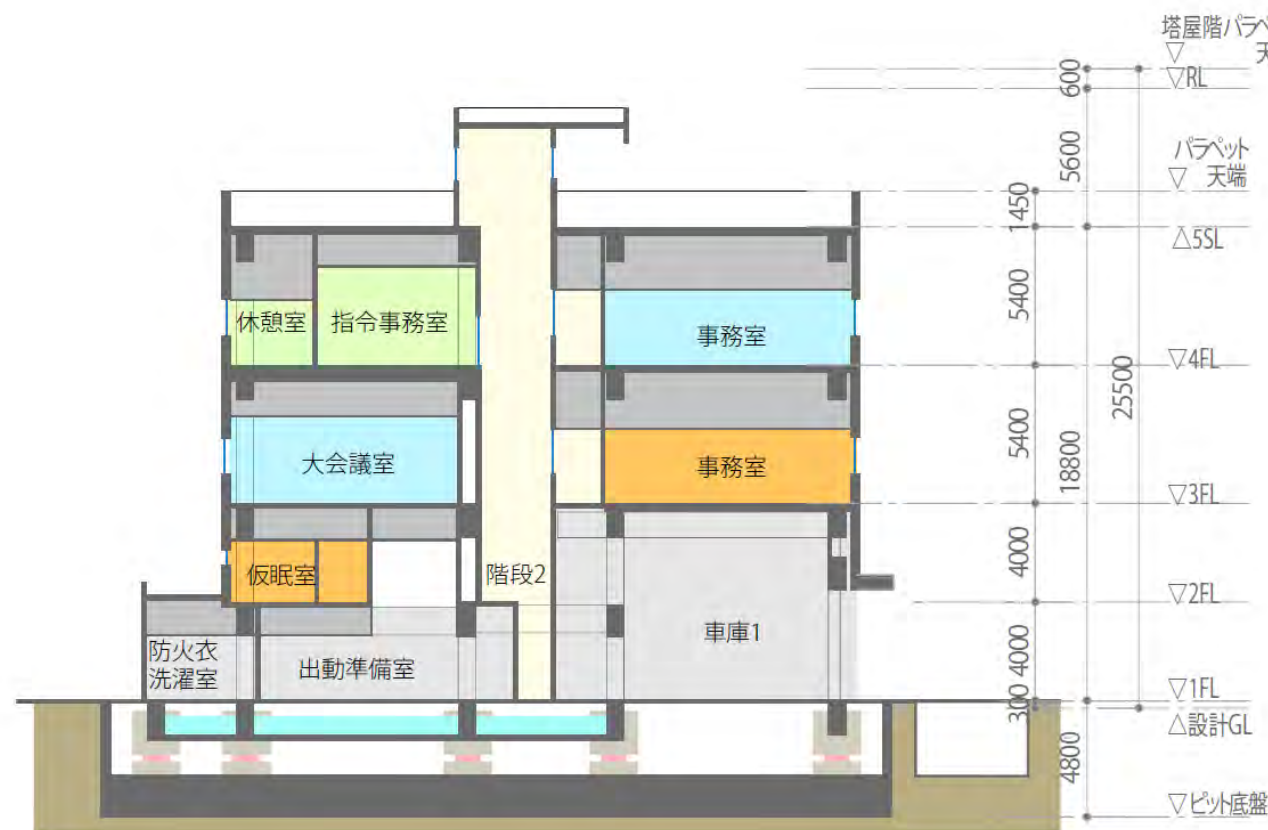 塔屋階パラペ
▽ 天
▽RL
600
5600
パラペット
▽ 天端
1450
△5SL
休憩室
指令事務室
事務室
5400
▽4FL
25500
大会議室
事務室
5400
18800
▽3FL
仮眠室
階段2
4000
▽2FL
防火衣
洗濯室
出動準備室
車庫1
4000
▽1FL
300
△設計GL
4800
▽ピット底盤